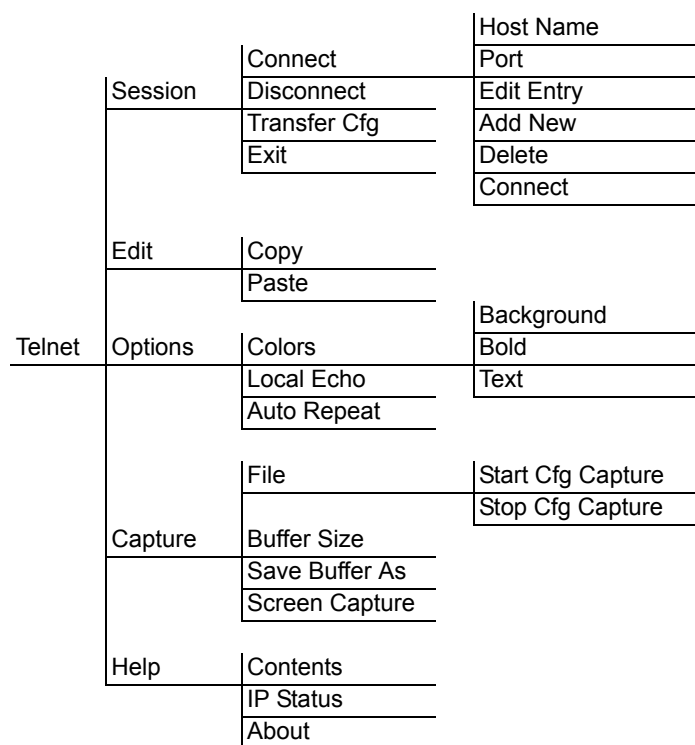 Host Name
Connect
Port
Session
Disconnect
Edit Entry
Transfer Cfg
Add New
Exit
Delete
Connect
Edit
Copy
Paste
Background
Telnet
Options
Colors
Bold
Local Echo
Text
Auto Repeat
File
Start Cfg Capture
Stop Cfg Capture
Capture
Buffer Size
Save Buffer As
Screen Capture
Help
Contents
IP Status
About